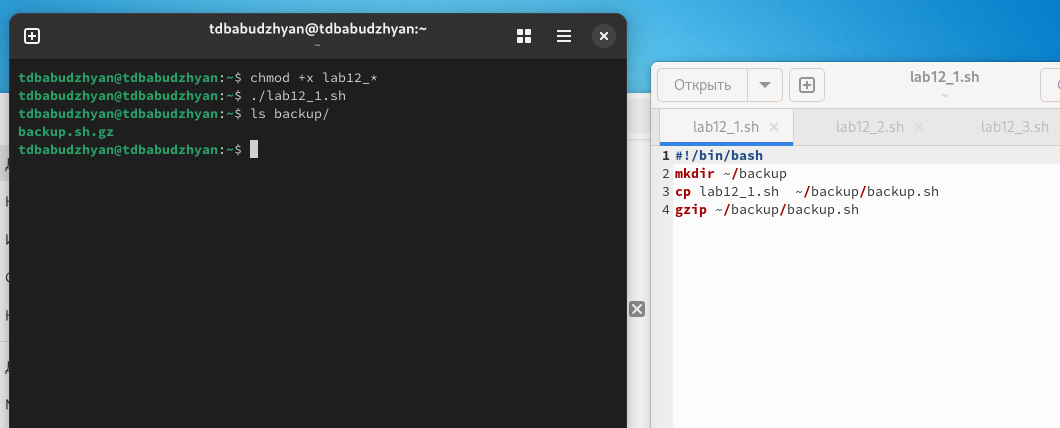 tdbabudzhyan@tdbabudzhyan:~
~
tdbabudzhyan@tdbabudzhyan:~$ chmod +x lab12_*
tdbabudzhyan@tdbabudzhyan:~$ ./lab12_1.sh
tdbabudzhyan@tdbabudzhyan:~$ ls backup/
backup.sh.gz
tdbabudzhyan@tdbabudzhyan:~$
Открыть
lab12_1.sh
~
lab12_1.sh × lab12_2.sh × lab12_3.sh
1 #!/bin/bash
2 mkdir ~/backup
3 cp lab12_1.sh  ~/backup/backup.sh
4 gzip ~/backup/backup.sh